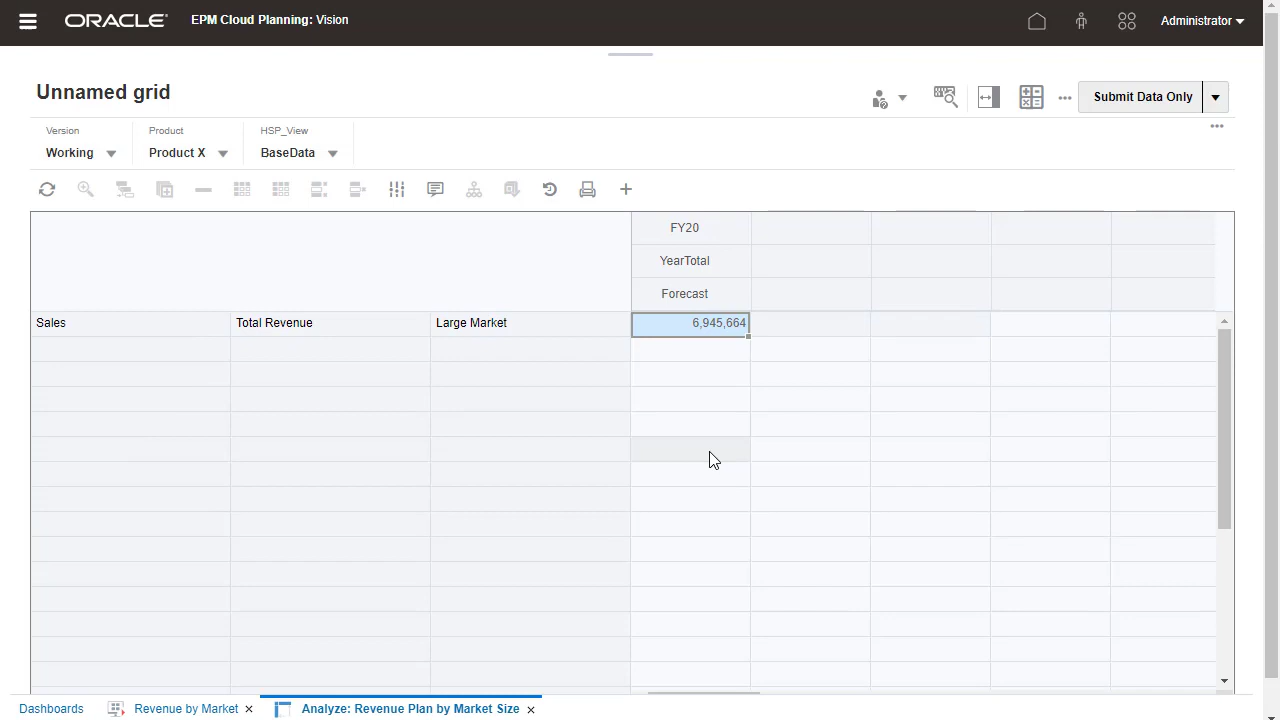 ORACLE EPM Cloud Planning: Vision Administrator
Unnamed grid
Submit Data Only
Version Product HSP_View
Working Product X BaseData
FY20
YearTotal
Forecast
Sales Total Revenue Large Market 6,945,664
Dashboards Revenue by Market Analyze: Revenue Plan by Market Size